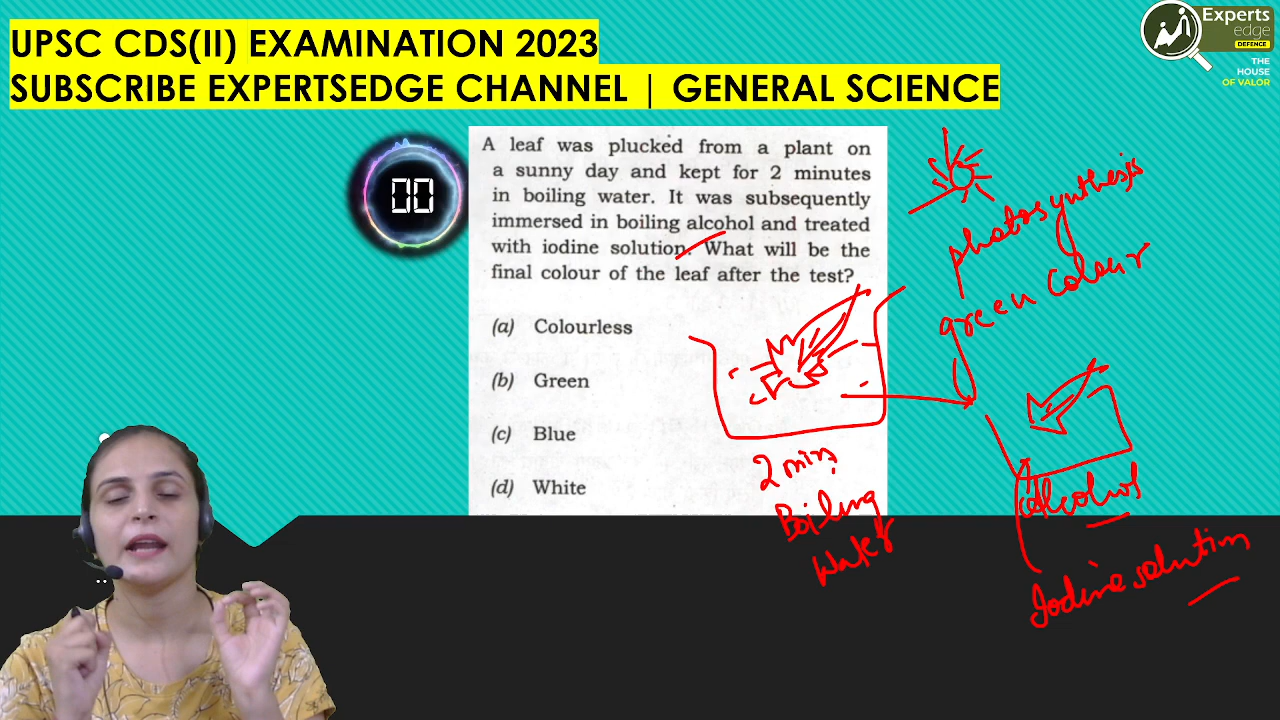 UPSC CDS(II) EXAMINATION 2023
SUBSCRIBE EXPERTSEDGE CHANNEL | GENERAL SCIENCE
Experts
edge
DEFENCE
THE
HOUSE
OF VALOR
00
A leaf was plucked from a plant on
a sunny day and kept for 2 minutes
in boiling water. It was subsequently
immersed in boiling alcohol and treated
with iodine solution. What will be the
final colour of the leaf after the test?
(a) Colourless
(b) Green
(c) Blue
(d) White
photosynthesis
green colour
2 min
Boiling
Water
Alcohol
Iodine solution